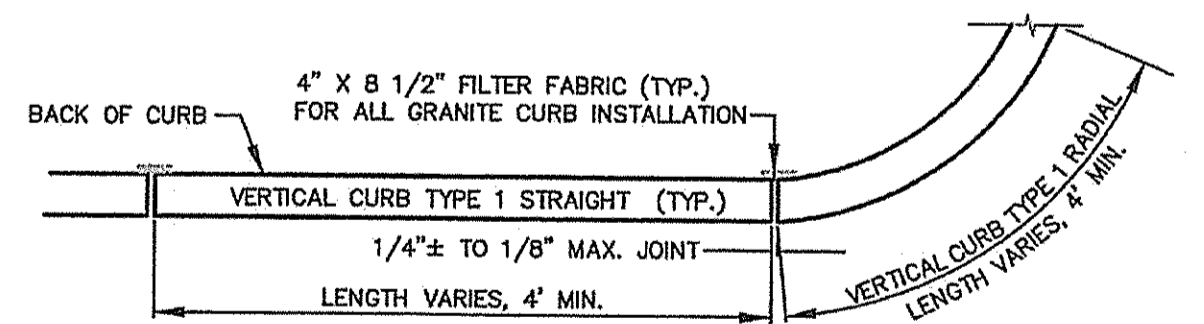 4" X 8 1/2" FILTER FABRIC (TYP.)
FOR ALL GRANITE CURB INSTALLATION
BACK OF CURB
VERTICAL CURB TYPE 1 STRAIGHT (TYP.)
1/4"± TO 1/8" MAX. JOINT
LENGTH VARIES, 4' MIN.
VERTICAL CURB TYPE 1 RADIAL
LENGTH VARIES, 4' MIN.